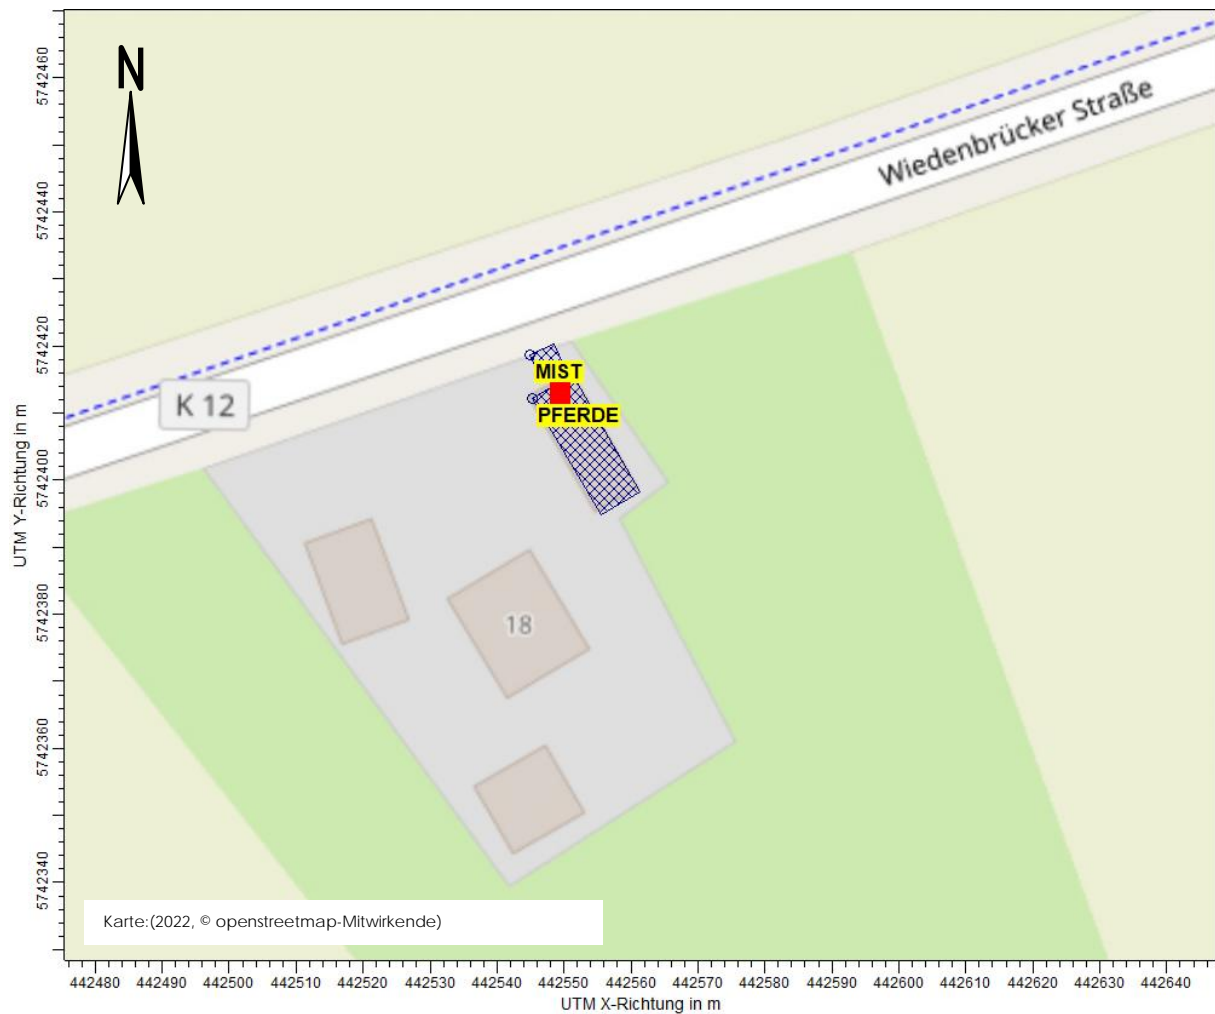 N
Wiedenbrücker Straße
K 12
MIST
PFERDE
18
UTM Y-Richtung in m
5742460
5742440
5742420
5742400
5742380
5742360
5742340
Karte:(2022, © openstreetmap-Mitwirkende)
442480 442490 442500 442510 442520 442530 442540 442550 442560 442570 442580 442590 442600 442610 442620 442630 442640
UTM X-Richtung in m